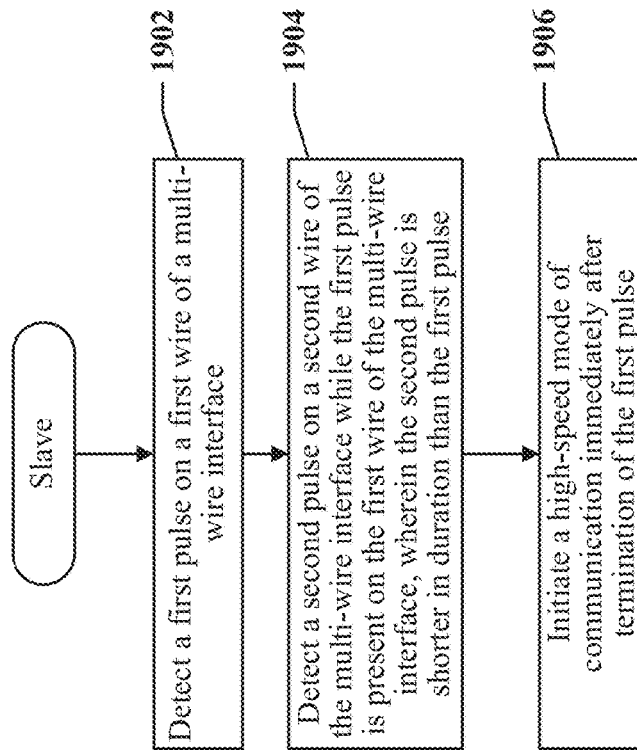 Slave
Detect a first pulse on a first wire of a multi-
wire interface
1902
Detect a second pulse on a second wire of
the multi-wire interface while the first pulse
is present on the first wire of the multi-wire
interface, wherein the second pulse is
shorter in duration than the first pulse
1904
Initiate a high-speed mode of
communication immediately after
termination of the first pulse
1906